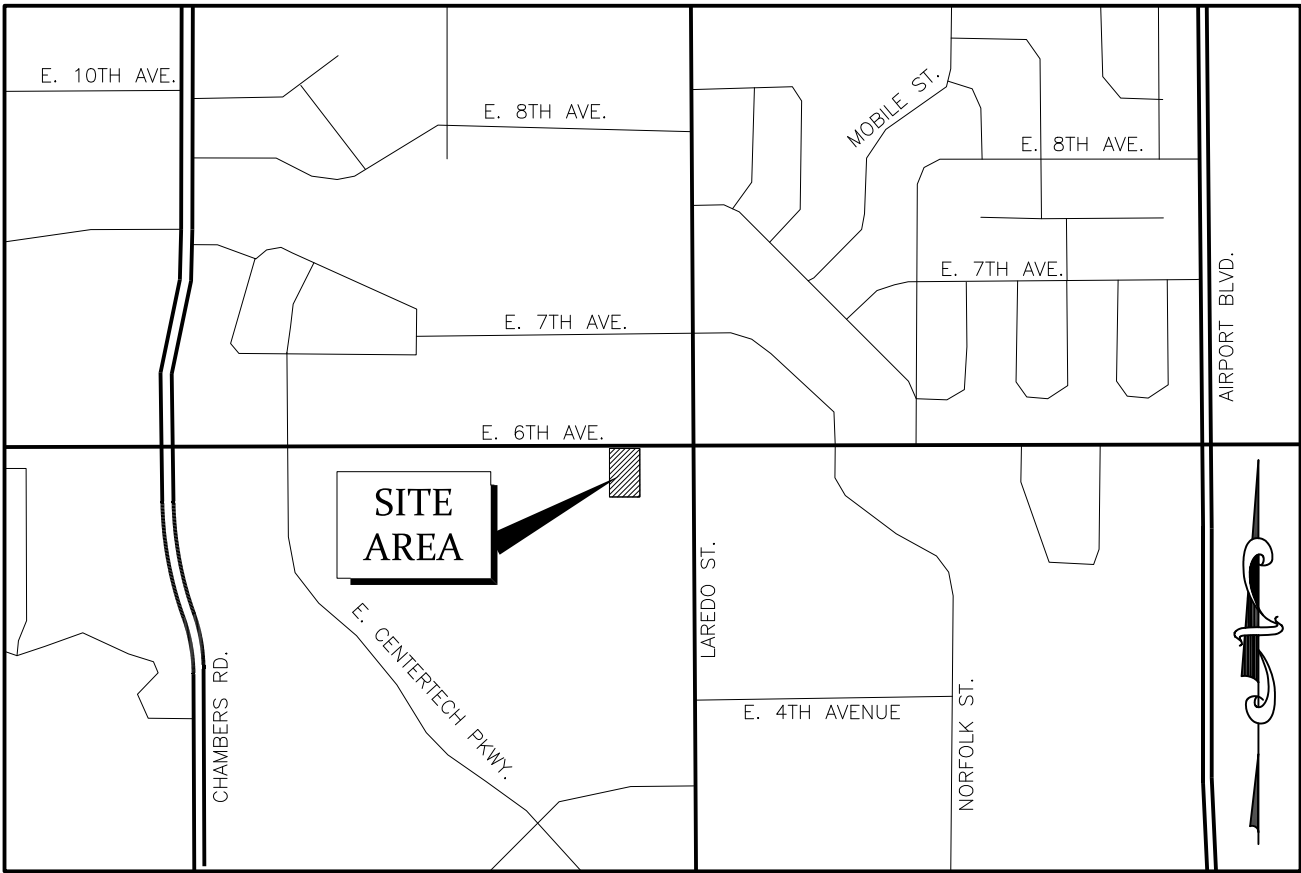 E. 10TH AVE.
E. 8TH AVE.
MOBILE ST.
E. 8TH AVE.
E. 7TH AVE.
E. 7TH AVE.
AIRPORT BLVD.
E. 6TH AVE.
SITE
AREA
LAREDO ST.
E. CENTERTECH PKWY.
CHAMBERS RD.
E. 4TH AVENUE
NORFOLK ST.